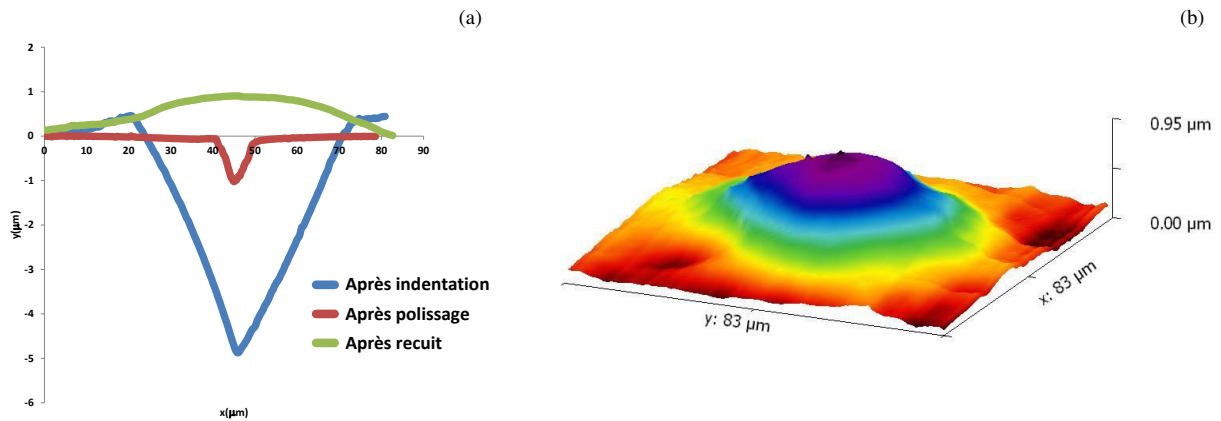 (a)
(b)
2
1
0
-1
-2
-3
-4
-5
-6
0 10 20 30 40 50 60 70 80 90
y(µm)
x(µm)
Après indentation
Après polissage
Après recuit
0.95 µm
0.00 µm
x: 83 µm
y: 83 µm